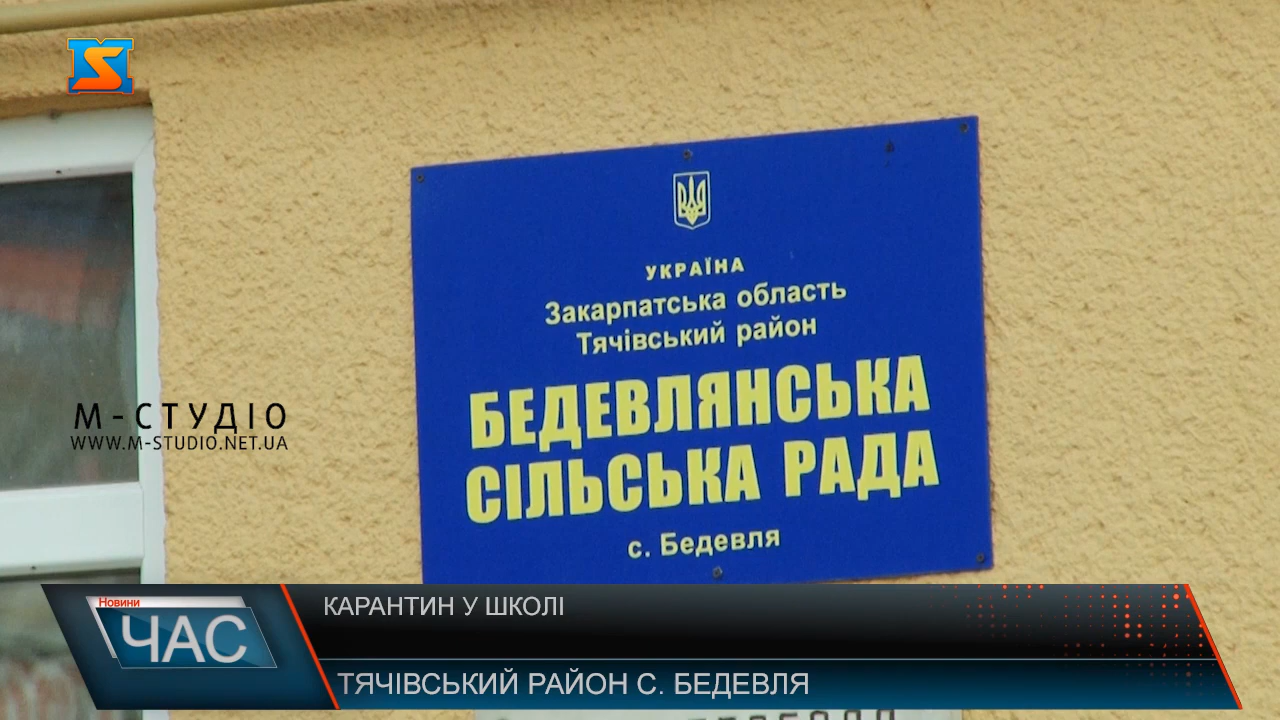 УКРАЇНА
Закарпатська область
Тячівський район
БЕДЕВЛЯНСЬКА
СІЛЬСЬКА РАДА
с. Бедевля
М-СТУДІО
WWW.M-STUDIO.NET.UA
Новини
ЧАС
КАРАНТИН У ШКОЛІ
ТЯЧІВСЬКИЙ РАЙОН С. БЕДЕВЛЯ